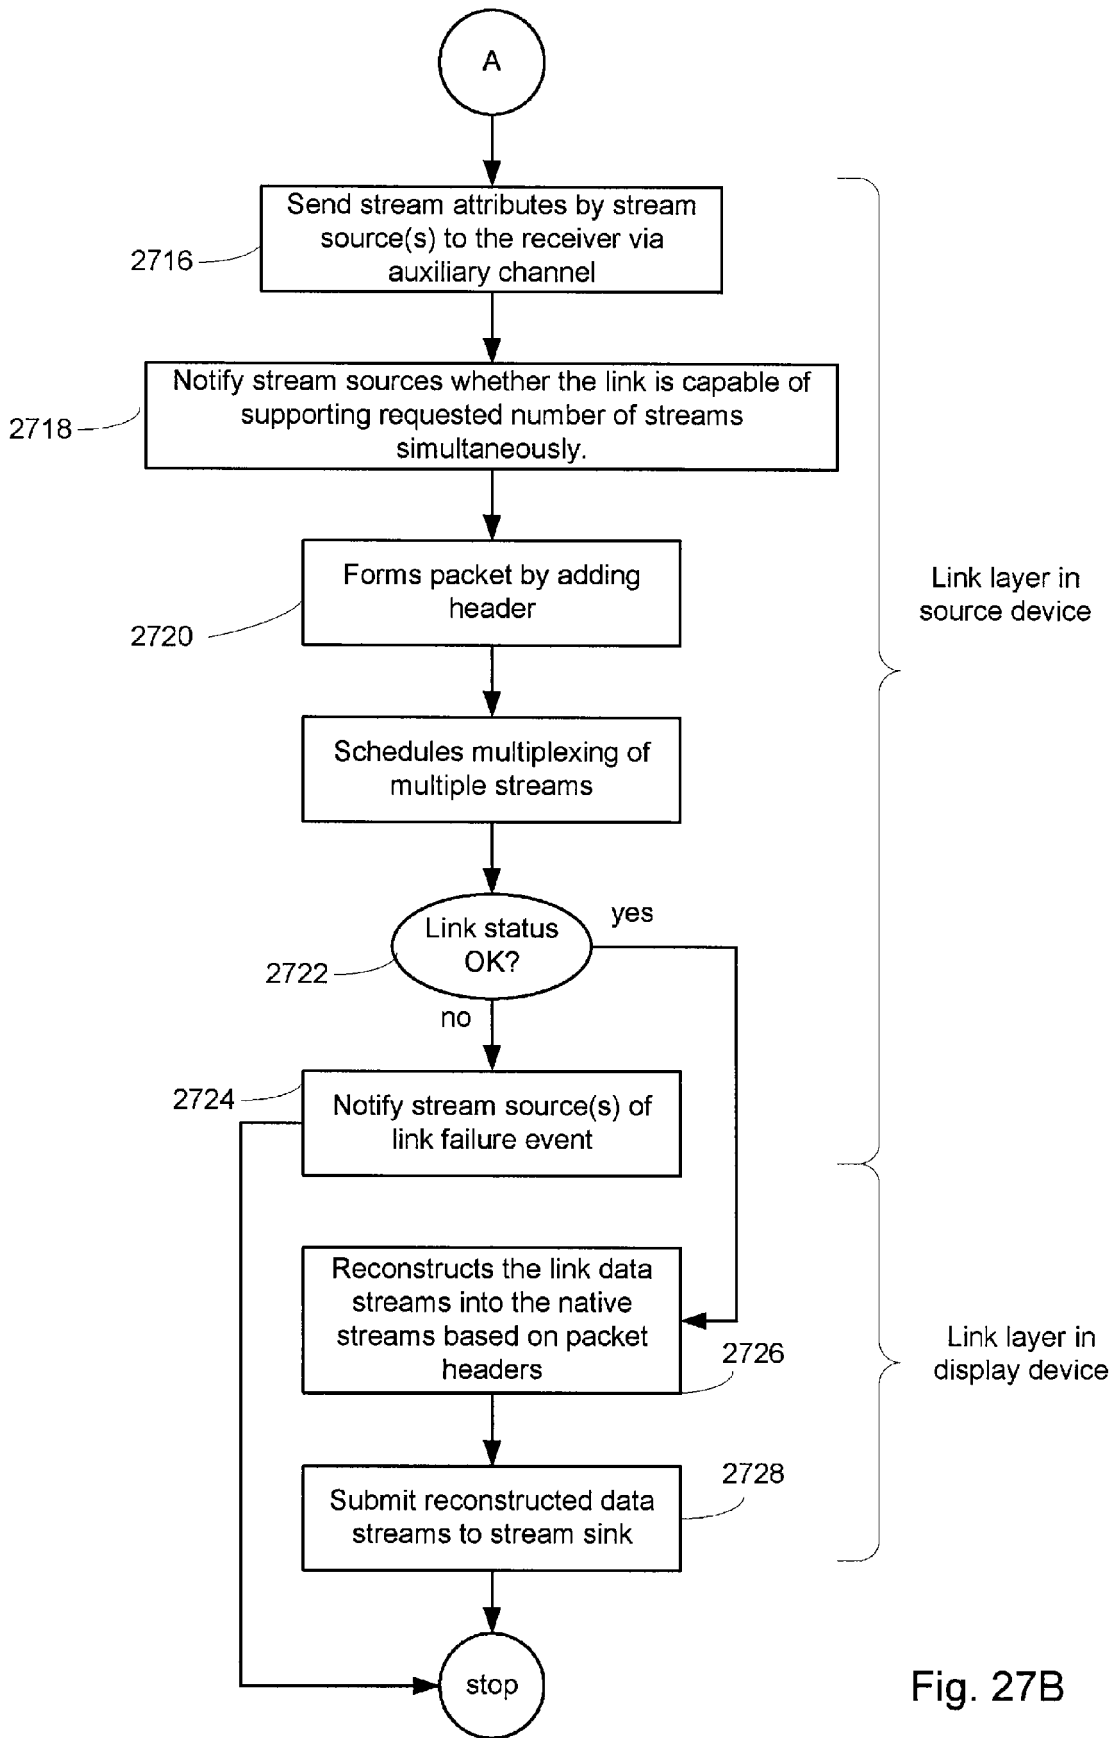 A
Send stream attributes by stream
source(s) to the receiver via
auxiliary channel
2716
Notify stream sources whether the link is capable of
supporting requested number of streams
simultaneously.
2718
Forms packet by adding
header
2720
Link layer in
source device
Schedules multiplexing of
multiple streams
Link status
OK?
yes
2722
no
2724
Notify stream source(s) of
link failure event
Reconstructs the link data
streams into the native
streams based on packet
headers
2726
Link layer in
display device
2728
Submit reconstructed data
streams to stream sink
stop
Fig. 27B